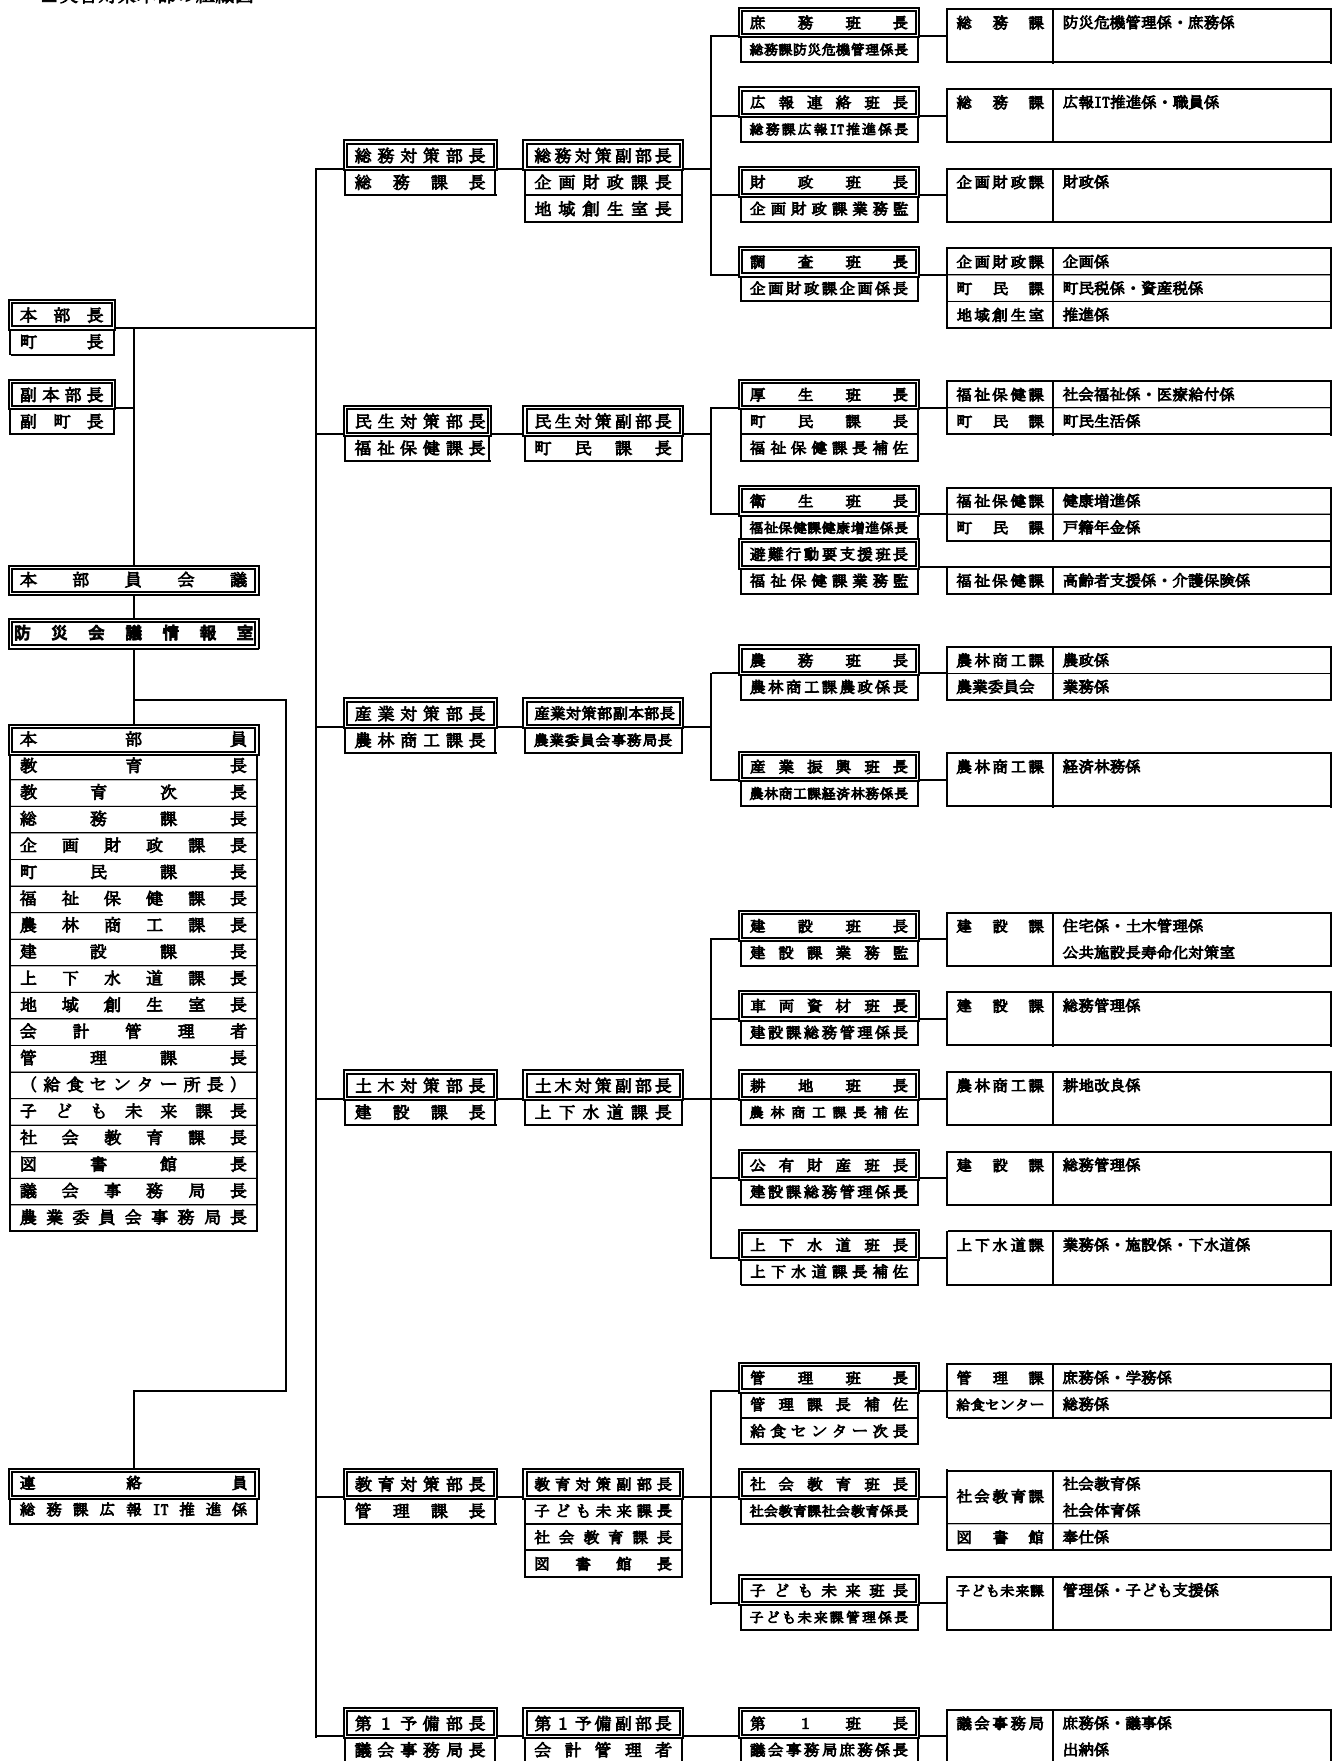 庶務班長
総務課防災危機管理係長
総務課 防災危機管理係・庶務係
広報連絡班長
総務課広報IT推進係長
総務課 広報IT推進係・職員係
総務対策部長
総務課長
総務対策副部長
企画財政課長
地域創生室長
財政班長
企画財政課業務監
企画財政課 財政係
調査班長
企画財政課企画係長
企画財政課 企画係
町民課 町民税係・資産税係
地域創生室 推進係
本部長
町長
副本部長
副町長
民生対策部長
福祉保健課長
民生対策副部長
町民課長
厚生班長
町民課長
福祉保健課長補佐
福祉保健課 社会福祉係・医療給付係
町民課 町民生活係
衛生班長
福祉保健課健康増進係長
避難行動要支援班長
福祉保健課業務監
福祉保健課 健康増進係
町民課 戸籍年金係
福祉保健課 高齢者支援係・介護保険係
本部員会議
防災会議情報室
農務班長
農林商工課農政係長
農林商工課 農政係
農業委員会 業務係
産業対策部長
農林商工課長
産業対策部副本部長
農業委員会事務局長
産業振興班長
農林商工課経済林務係長
農林商工課 経済林務係
本部員
教育長
教育次長
総務課長
企画財政課長
町民課長
福祉保健課長
農林商工課長
建設課長
上下水道課長
地域創生室長
会計管理者
管理課長
(給食センター所長)
子ども未来課長
社会教育課長
図書館長
議会事務局長
農業委員会事務局長
建設班長
建設課業務監
建設課 住宅係・土木管理係
公共施設長寿命化対策室
車両資材班長
建設課総務管理係長
建設課 総務管理係
土木対策部長
建設課長
土木対策副部長
上下水道課長
耕地班長
農林商工課長補佐
農林商工課 耕地改良係
公有財産班長
建設課総務管理係長
建設課 総務管理係
上下水道班長
上下水道課長補佐
上下水道課 業務係・施設係・下水道係
管理班長
管理課長補佐
給食センター次長
管理課 庶務係・学務係
給食センター 総務係
連絡員
総務課広報IT推進係
教育対策部長
管理課長
教育対策副部長
子ども未来課長
社会教育課長
図書館長
社会教育班長
社会教育課社会教育係長
社会教育課 社会教育係
社会体育係
図書館 奉仕係
子ども未来班長
子ども未来課管理係長
子ども未来課 管理係・子ども支援係
第1予備部長
議会事務局長
第1予備副部長
会計管理者
第1班長
議会事務局庶務係長
議会事務局 庶務係・議事係
出納係